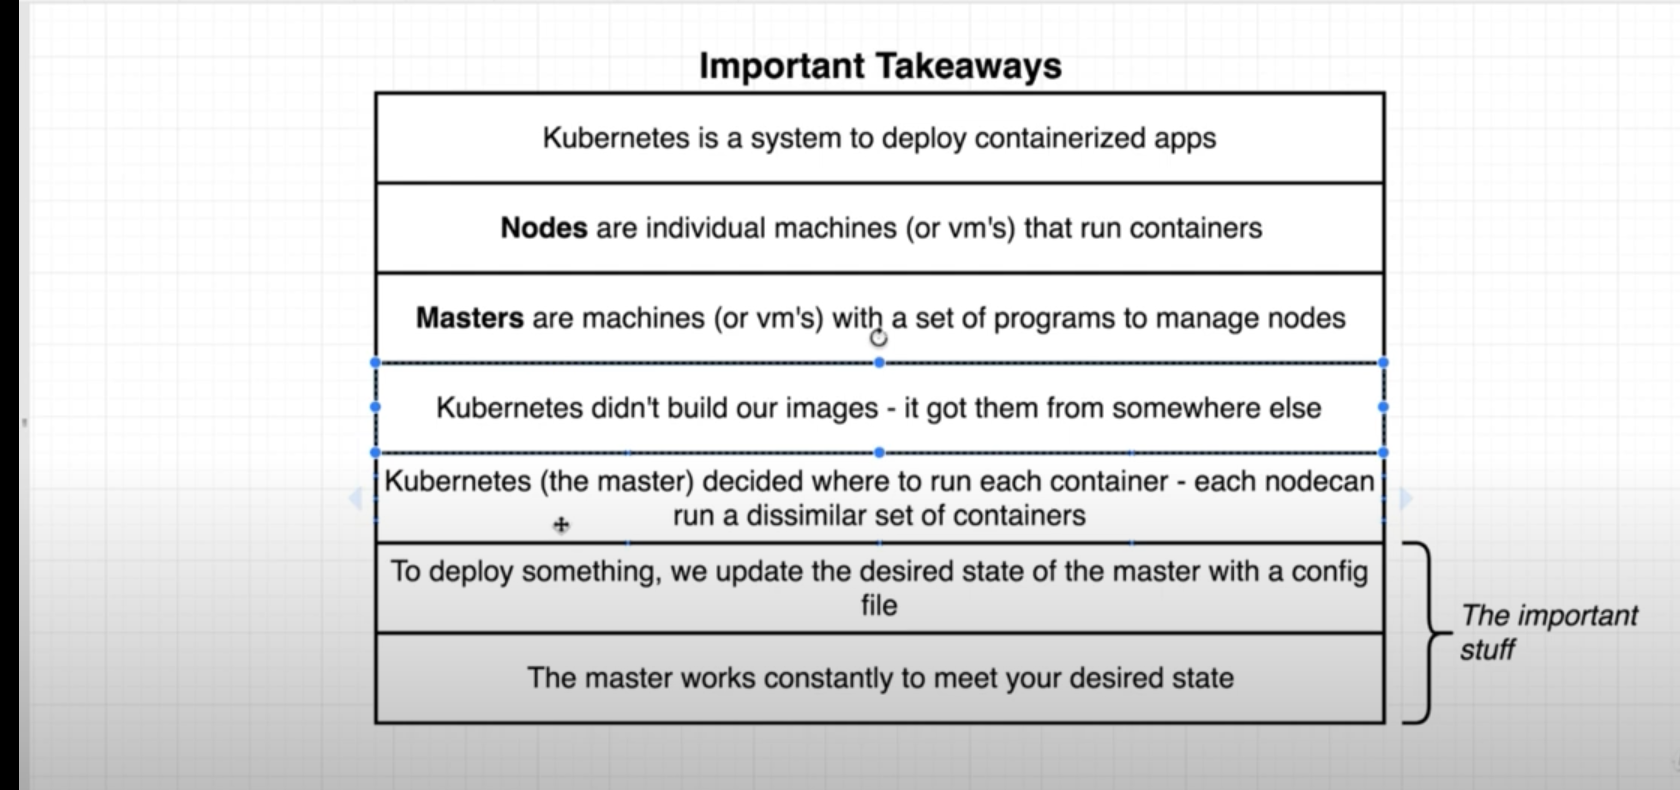 Important Takeaways
Kubernetes is a system to deploy containerized apps
Nodes are individual machines (or vm's) that run containers
Masters are machines (or vm's) with a set of programs to manage nodes
Kubernetes didn't build our images - it got them from somewhere else
Kubernetes (the master) decided where to run each container - each nodecan
run a dissimilar set of containers
To deploy something, we update the desired state of the master with a config
file
The master works constantly to meet your desired state
The important
stuff